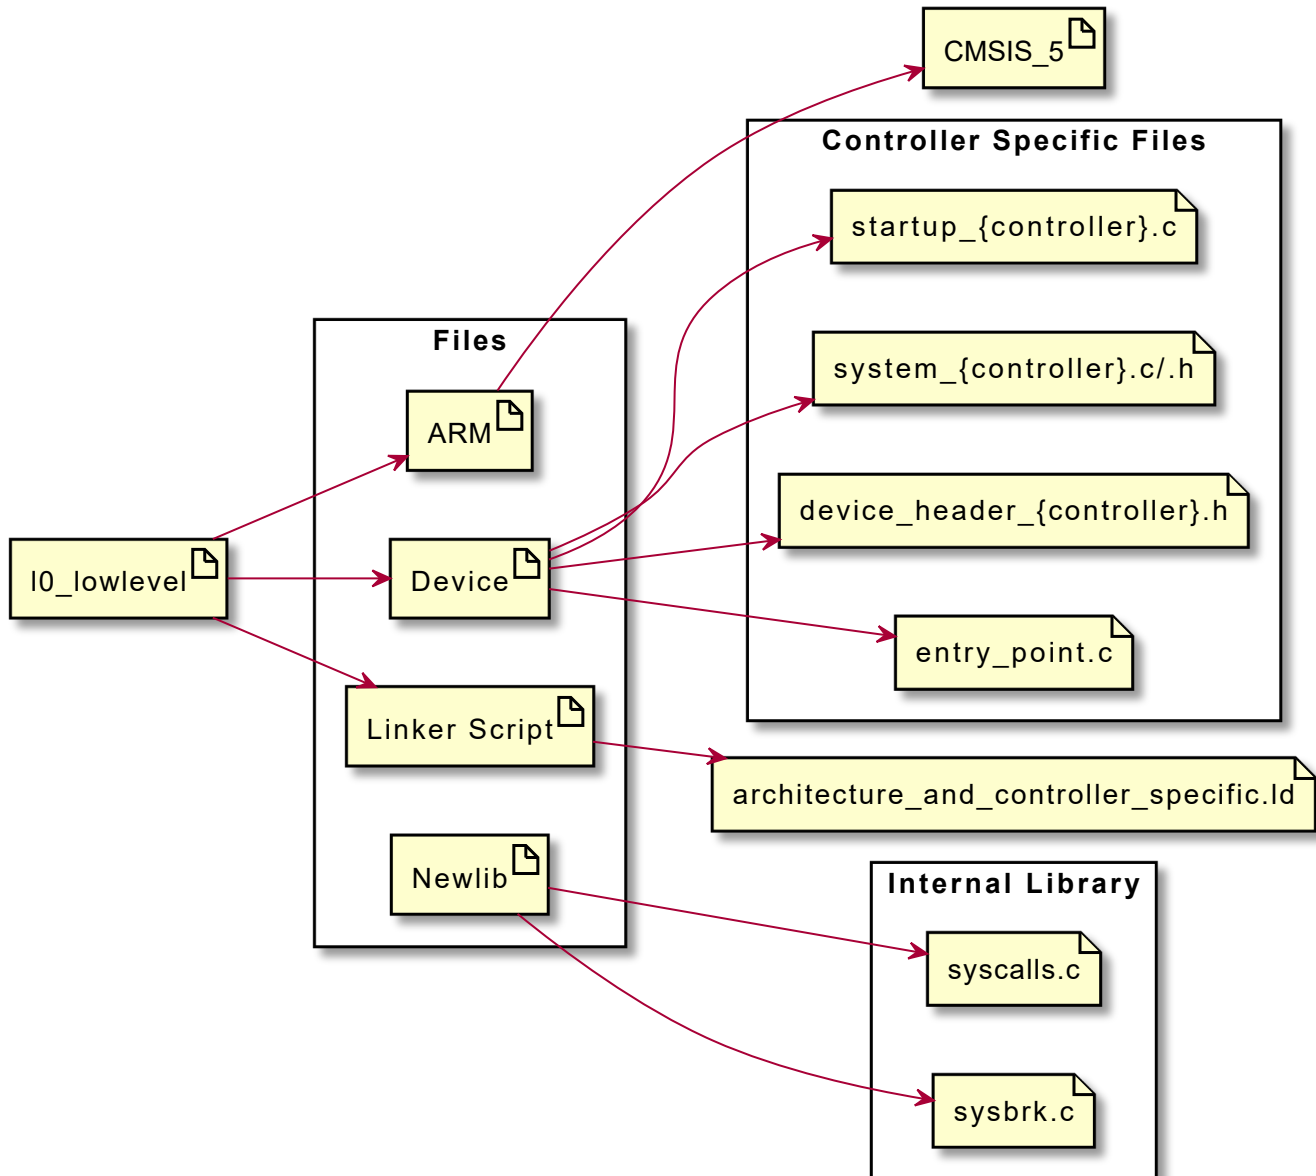 CMSIS_5
Controller Specific Files
startup_{controller}.c
system_{controller}.c/.h
device_header_{controller}.h
entry_point.c
Files
ARM
Device
Linker Script
Newlib
l0_lowlevel
architecture_and_controller_specific.ld
Internal Library
syscalls.c
sysbrk.c